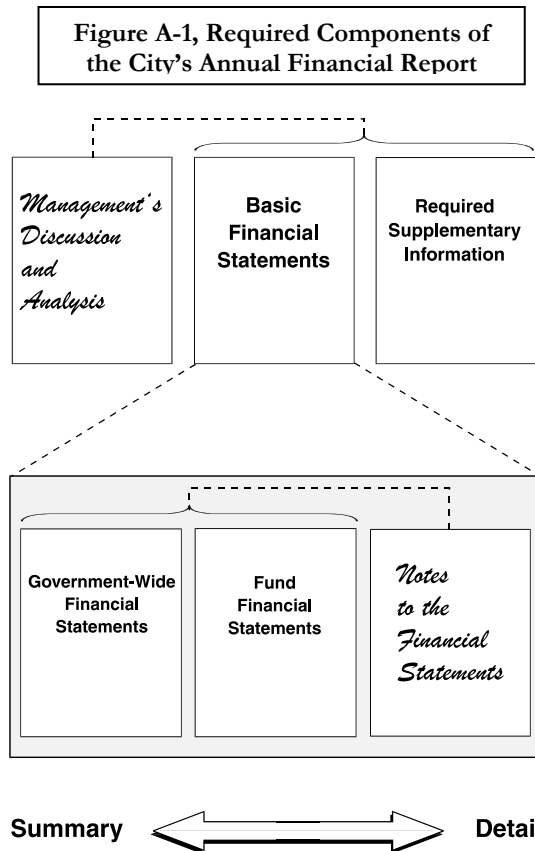 Figure A-1, Required Components of
the City's Annual Financial Report
Management's
Discussion
and
Analysis
Basic
Financial
Statements
Required
Supplementary
Information
Government-Wide
Financial
Statements
Fund
Financial
Statements
Notes
to the
Financial
Statements
Summary
Detai